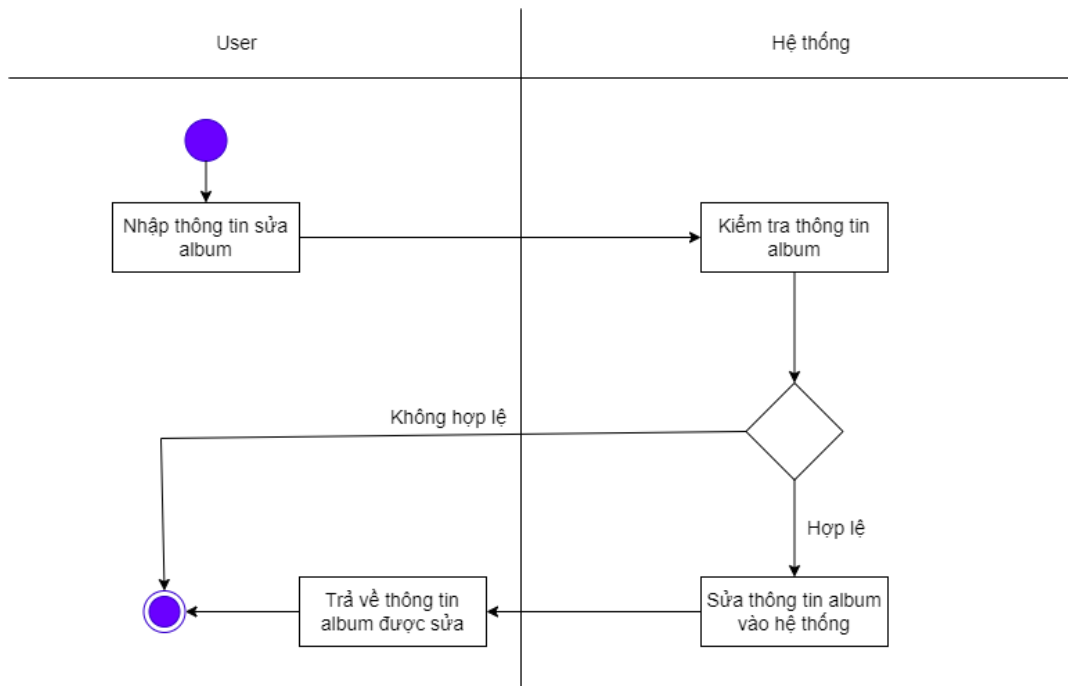 User
Hệ thống
Nhập thông tin sửa
album
Kiểm tra thông tin
album
Không hợp lệ
Hợp lệ
Trả về thông tin
album được sửa
Sửa thông tin album
vào hệ thống